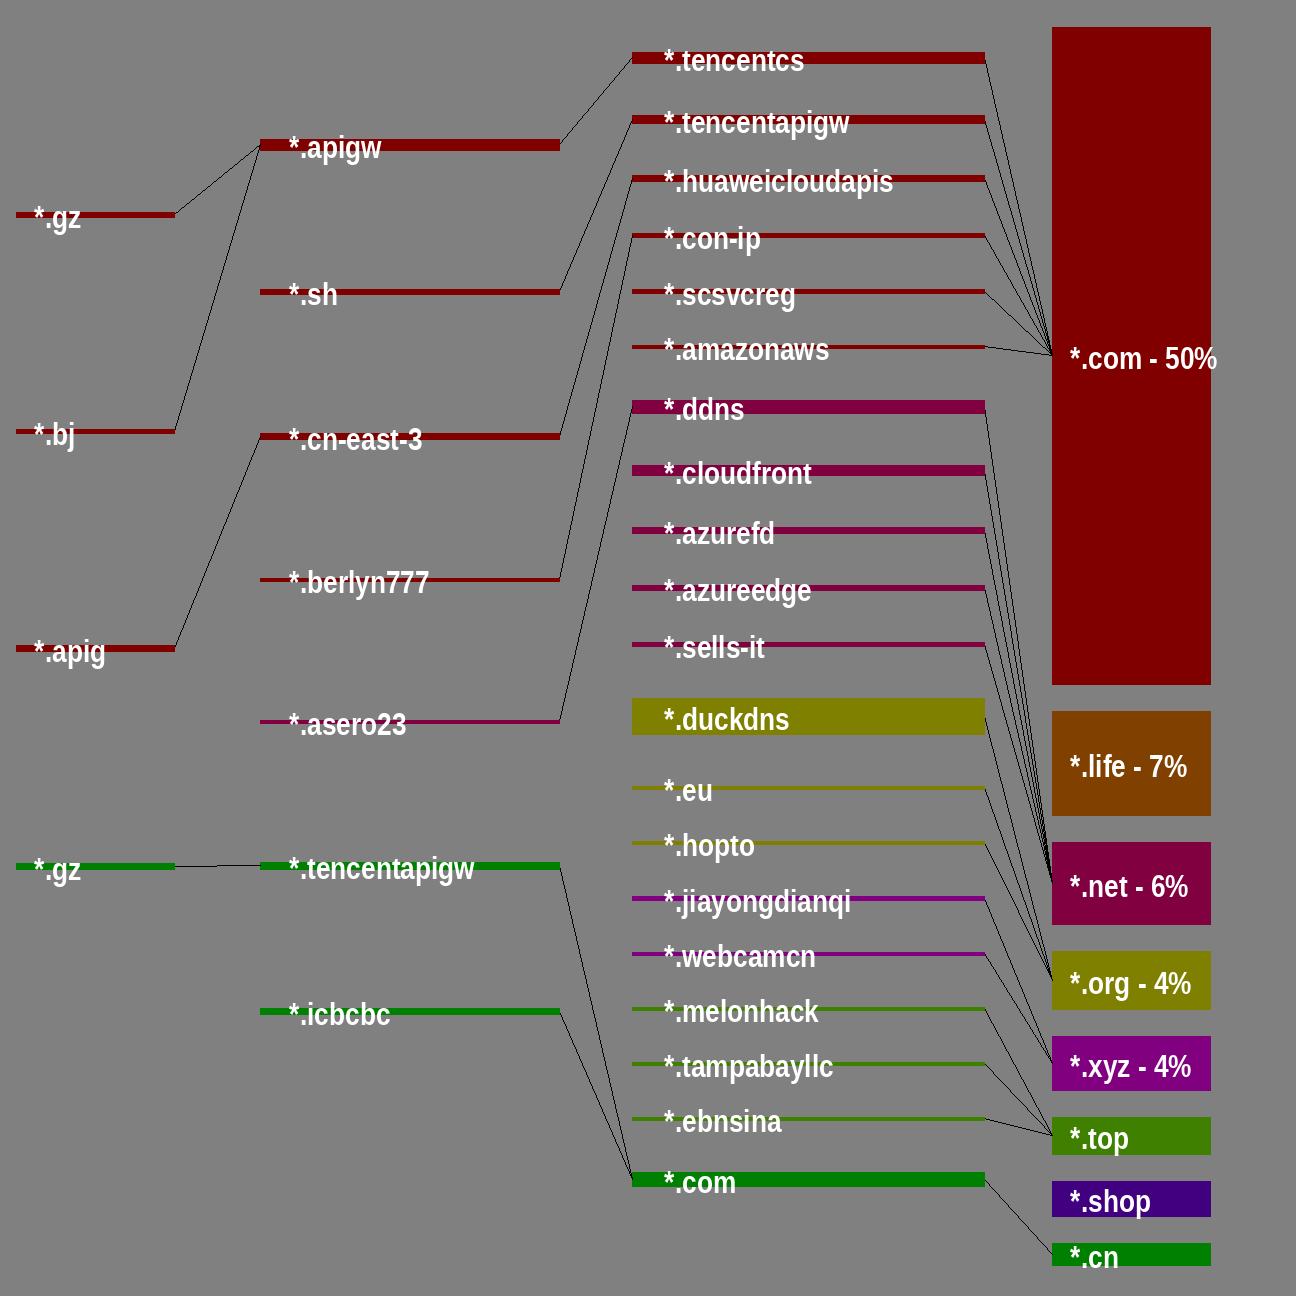 *.gz
*.bj
*.apig
*.gz
*.apigw
*.sh
*.cn-east-3
*.berlyn777
*.asero23
*.tencentapigw
*.icbcbc
*.tencentcs
*.tencentapigw
*.huaweicloudapis
*.con-ip
*.scsvcreg
*.amazonaws
*.ddns
*.cloudfront
*.azurefd
*.azureedge
*.sells-it
*.duckdns
*.eu
*.hopto
*.jiayongdianqi
*.webcamcn
*.melonhack
*.tampabayllc
*.ebnsina
*.com
*.com - 50%
*.life - 7%
*.net - 6%
*.org - 4%
*.xyz - 4%
*.top
*.shop
*.cn